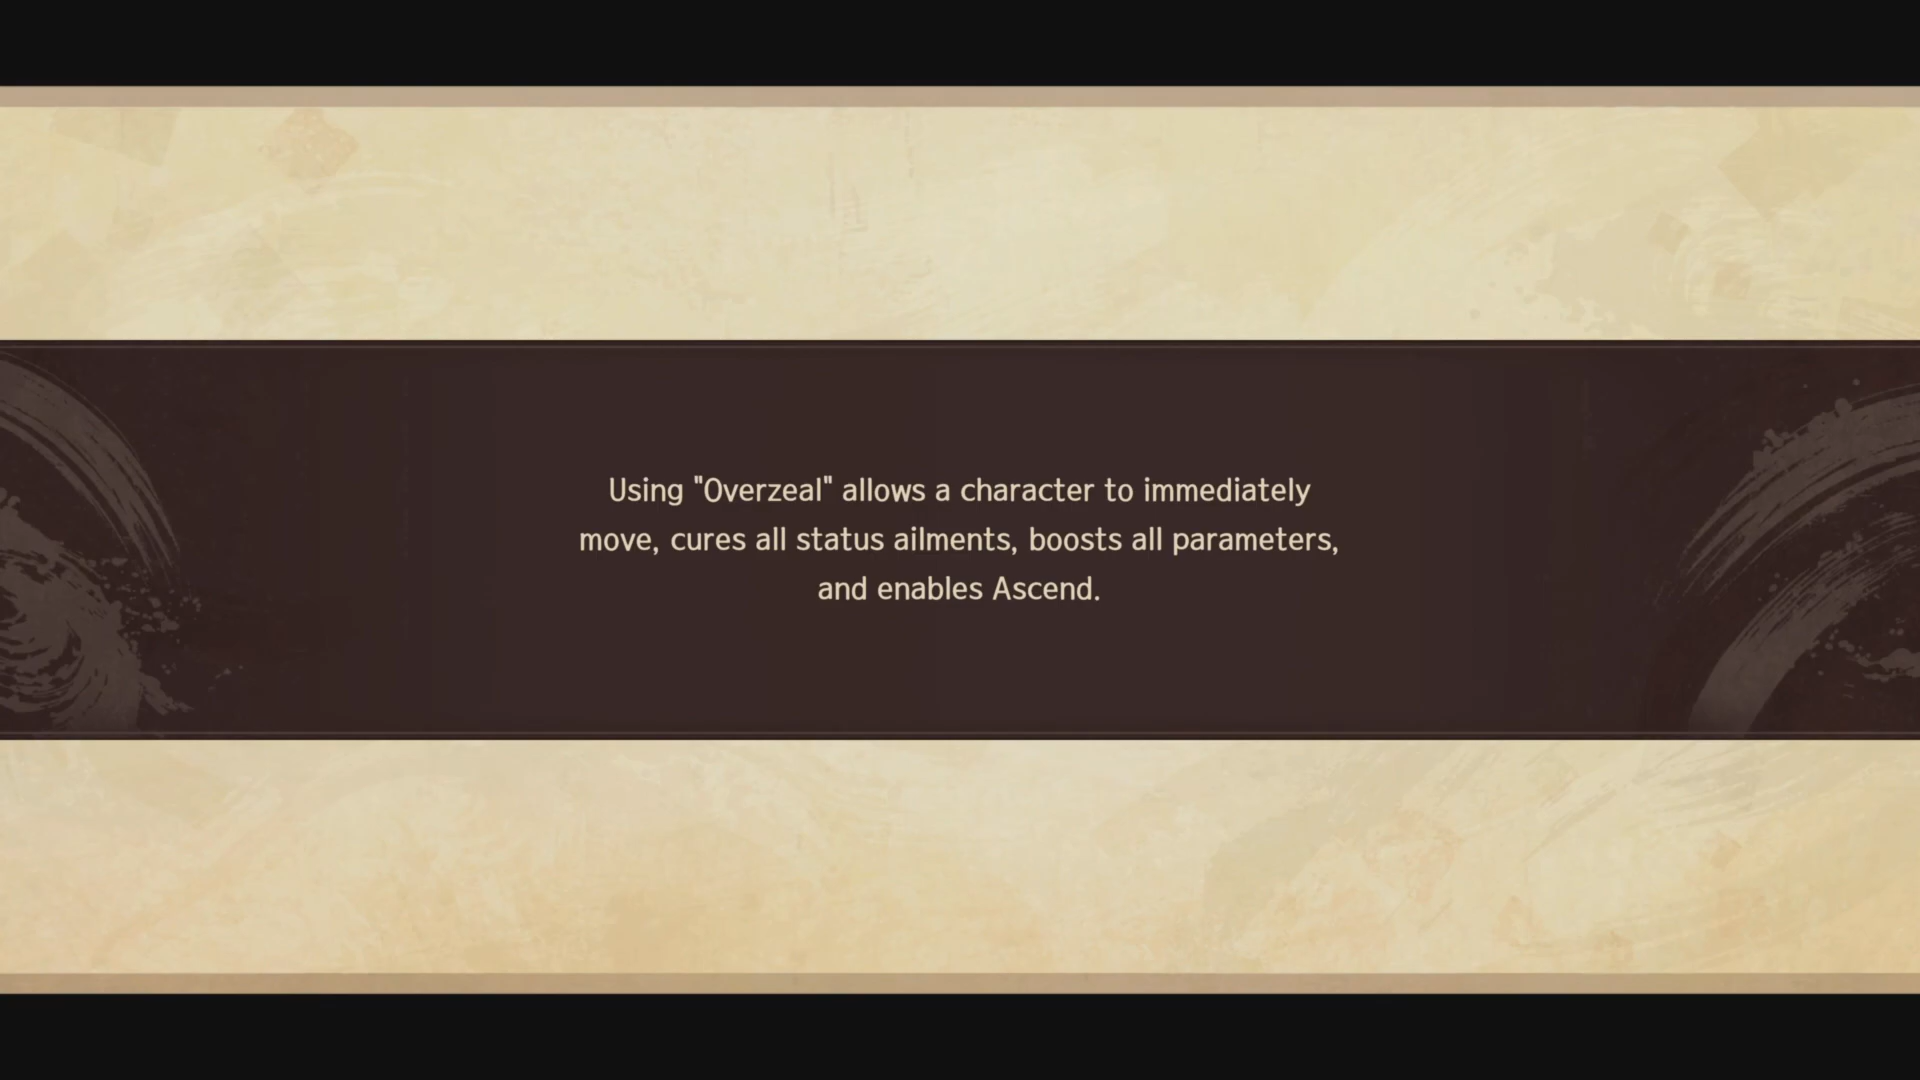 Using "Overzeal" allows a character to immediately
move, cures all status ailments, boosts all parameters,
and enables Ascend.